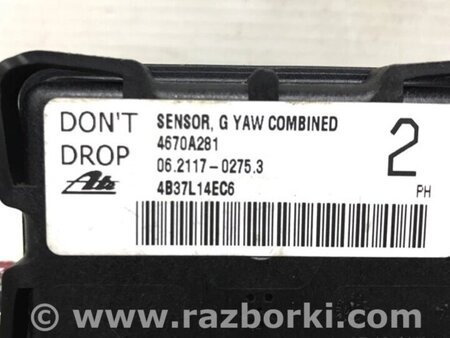 DON'T DROP
SENSOR, G YAW COMBINED
4670A281
06.2117-0275.3
4B37L14EC6
Ate
2
PH
www.razborki.com